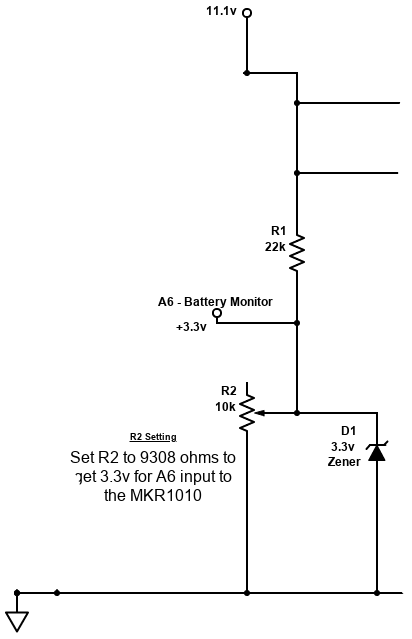 11.1v
R1
22k
A6 - Battery Monitor
+3.3v
R2
10k
R2 Setting
Set R2 to 9308 ohms to
get 3.3v for A6 input to
the MKR1010
D1
3.3v
Zener